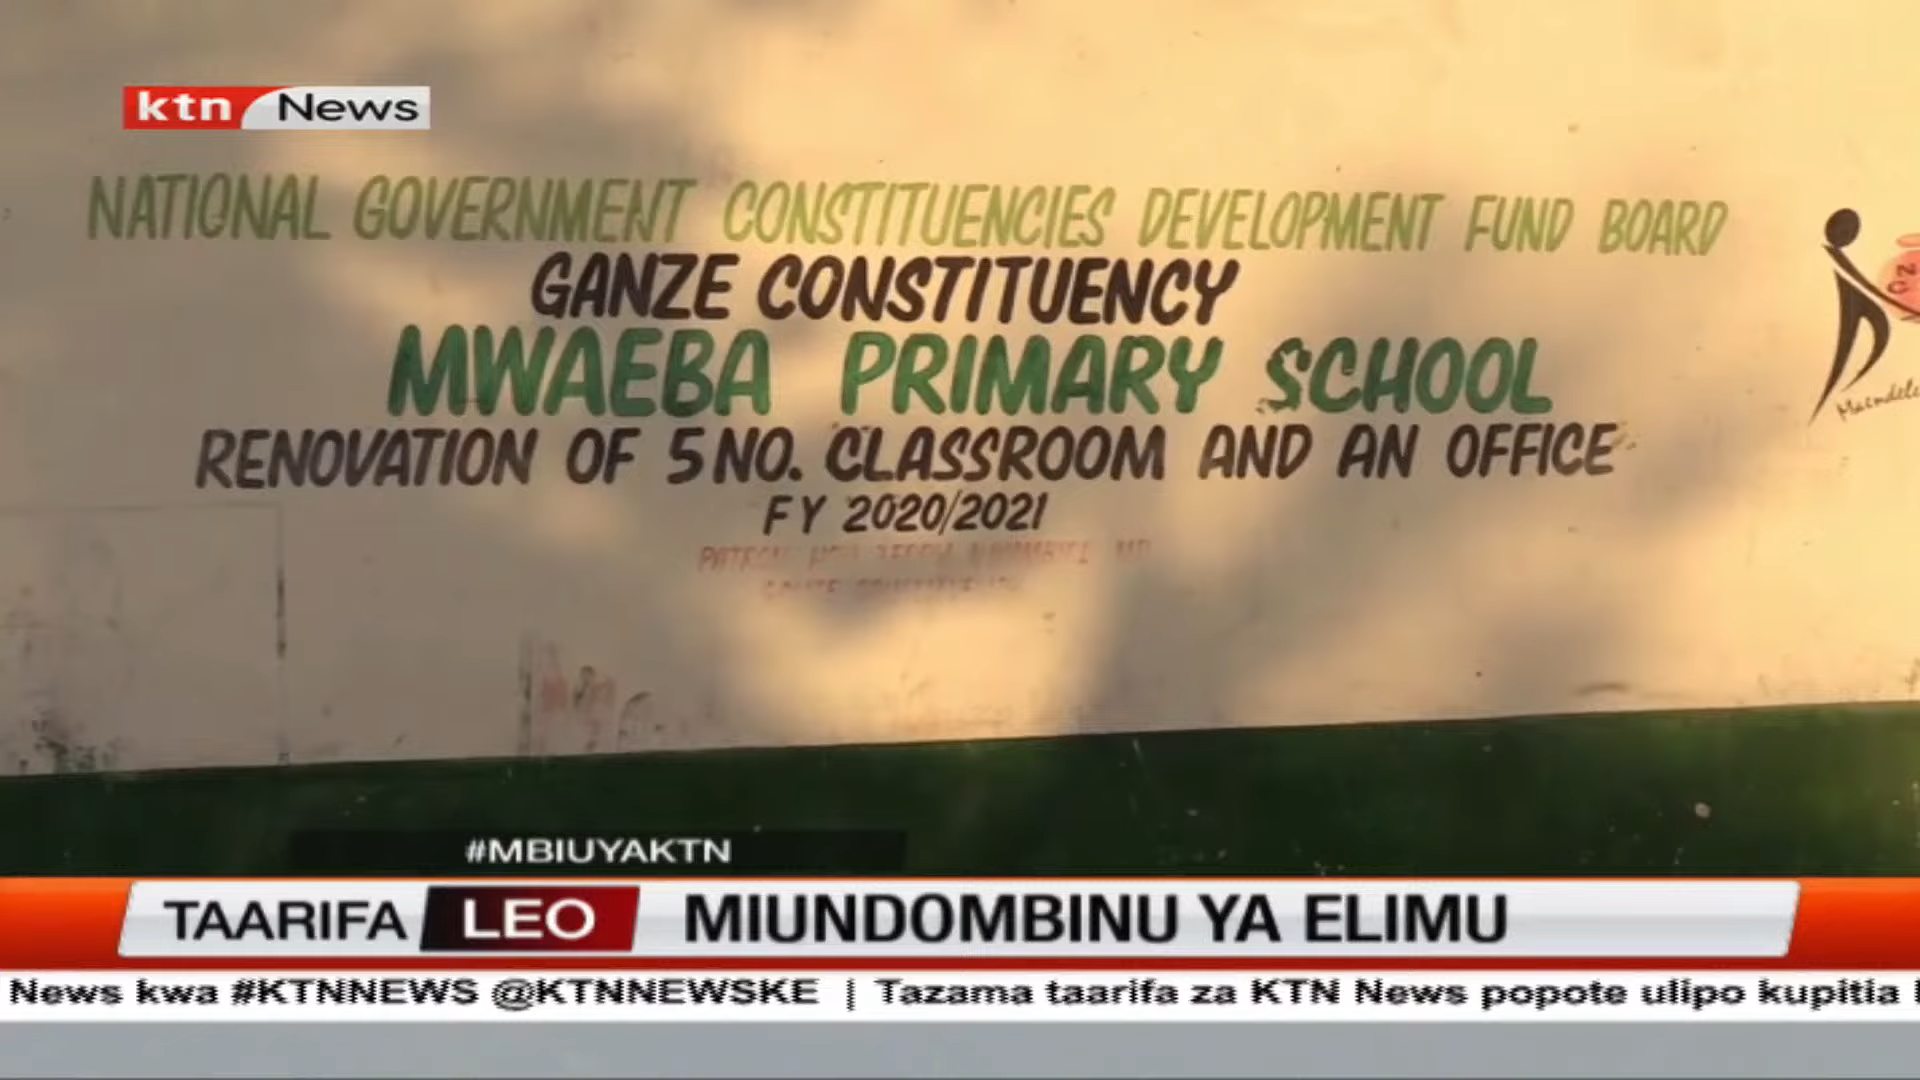 ktn News
NATIONAL GOVERNMENT CONSTITUENCIES DEVELOPMENT FUND BOARD
GANZE CONSTITUENCY
MWAEBA PRIMARY SCHOOL
RENOVATION OF 5 NO. CLASSROOM AND AN OFFICE
FY 2020/2021
#MBIUYAKTN
TAARIFA LEO MIUNDOMBINU YA ELIMU
News kwa #KTNNEWS @KTNNEWSKE | Tazama taarifa za KTN News popote ulipo kupitia